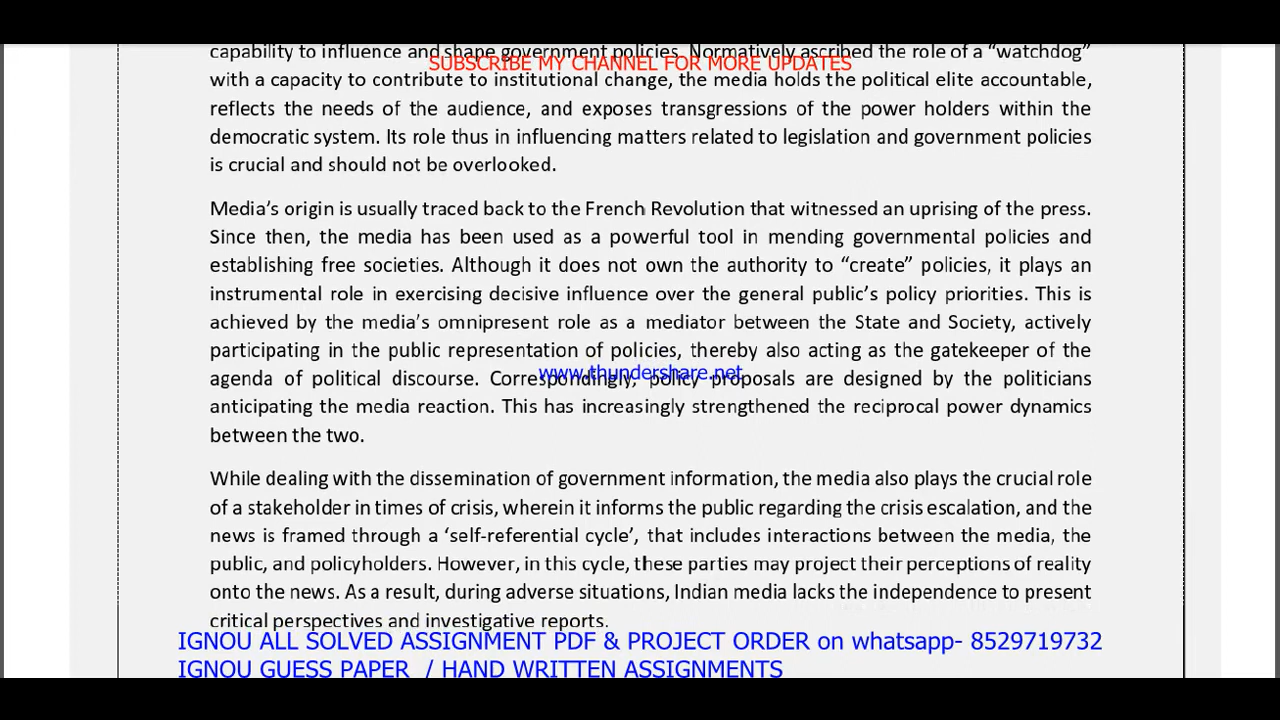 capability to influence and shape government policies. Normatively ascribed the role of a “watchdog”
SUBSCRIBE MY CHANNEL FOR MORE UPDATES
with a capacity to contribute to institutional change, the media holds the political elite accountable,
reflects the needs of the audience, and exposes transgressions of the power holders within the
democratic system. Its role thus in influencing matters related to legislation and government policies
is crucial and should not be overlooked.
Media’s origin is usually traced back to the French Revolution that witnessed an uprising of the press.
Since then, the media has been used as a powerful tool in mending governmental policies and
establishing free societies. Although it does not own the authority to “create” policies, it plays an
instrumental role in exercising decisive influence over the general public’s policy priorities. This is
achieved by the media’s omnipresent role as a mediator between the State and Society, actively
participating in the public representation of policies, thereby also acting as the gatekeeper of the
www.thundershare.net
agenda of political discourse. Correspondingly, policy proposals are designed by the politicians
anticipating the media reaction. This has increasingly strengthened the reciprocal power dynamics
between the two.
While dealing with the dissemination of government information, the media also plays the crucial role
of a stakeholder in times of crisis, wherein it informs the public regarding the crisis escalation, and the
news is framed through a ‘self-referential cycle’, that includes interactions between the media, the
public, and policyholders. However, in this cycle, these parties may project their perceptions of reality
onto the news. As a result, during adverse situations, Indian media lacks the independence to present
critical perspectives and investigative reports.
IGNOU ALL SOLVED ASSIGNMENT PDF & PROJECT ORDER on whatsapp- 8529719732
IGNOU GUESS PAPER / HAND WRITTEN ASSIGNMENTS